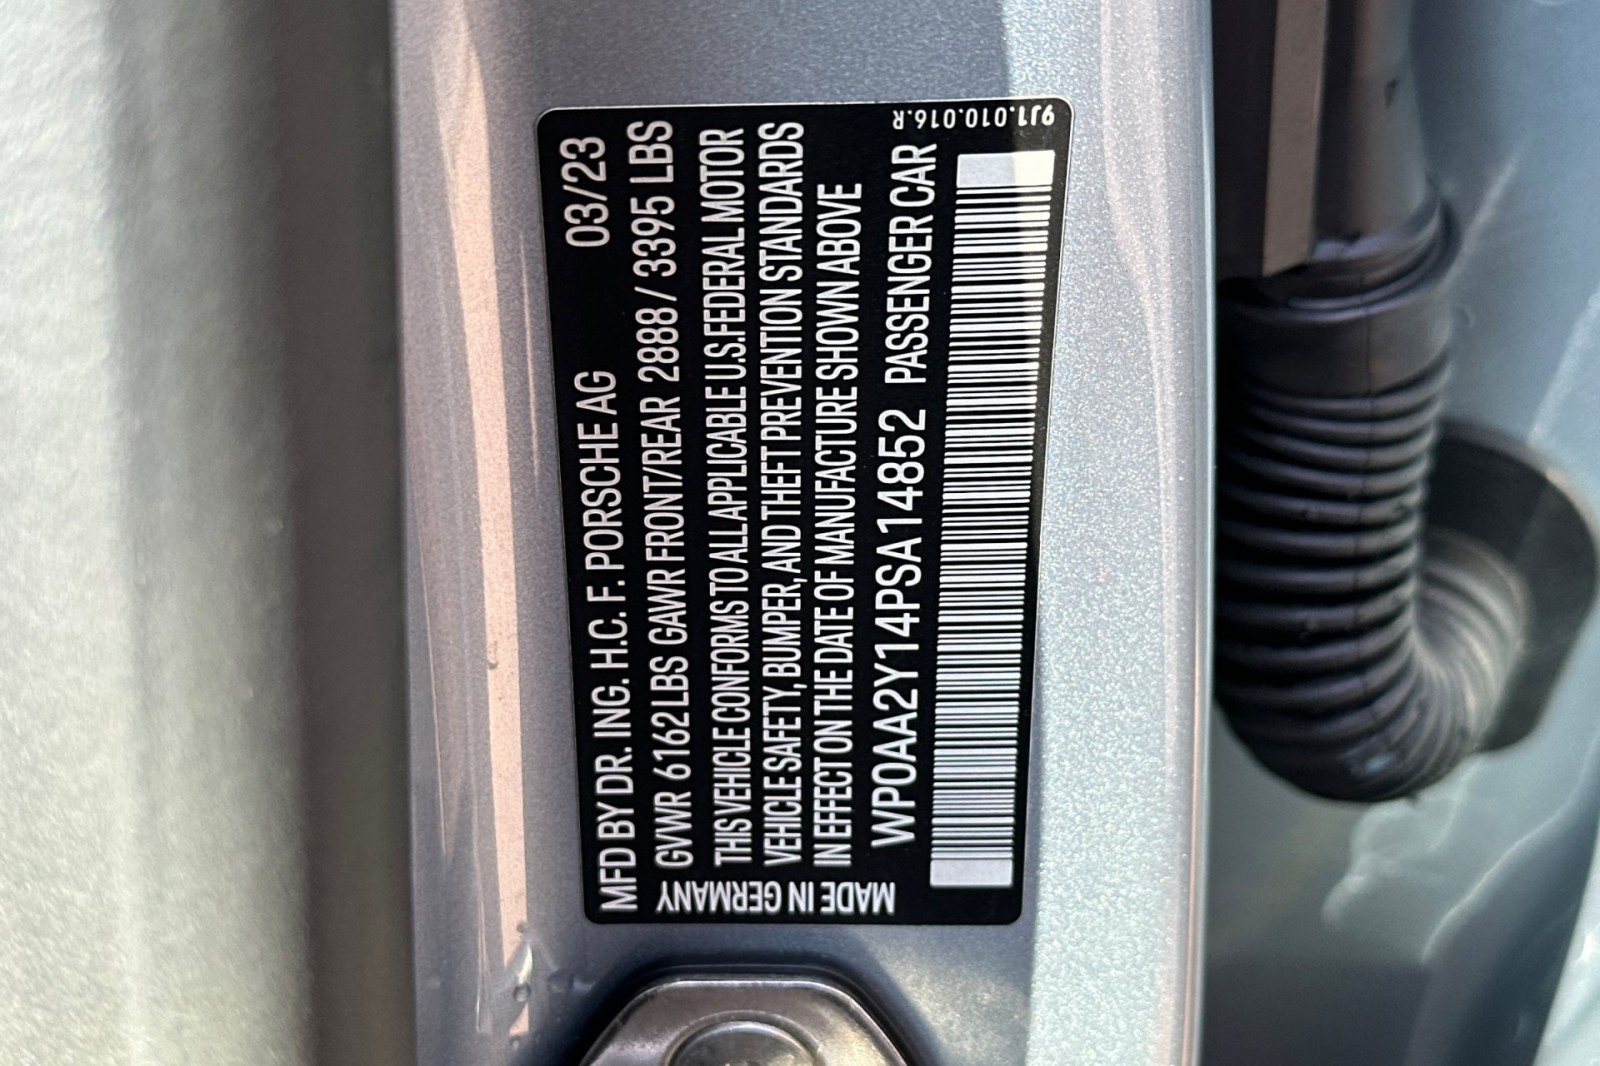 MFD BY DR. ING. H.C. F. PORSCHE AG 03/23
GVWR 6162 LBS GAWR FRONT/REAR 2888 / 3395 LBS
THIS VEHICLE CONFORMS TO ALL APPLICABLE U.S.FEDERAL MOTOR
VEHICLE SAFETY, BUMPER, AND THEFT PREVENTION STANDARDS
IN EFFECT ON THE DATE OF MANUFACTURE SHOWN ABOVE
WP0AA2Y14PSA14852 PASSENGER CAR
MADE IN GERMANY
9J1.010.016.R